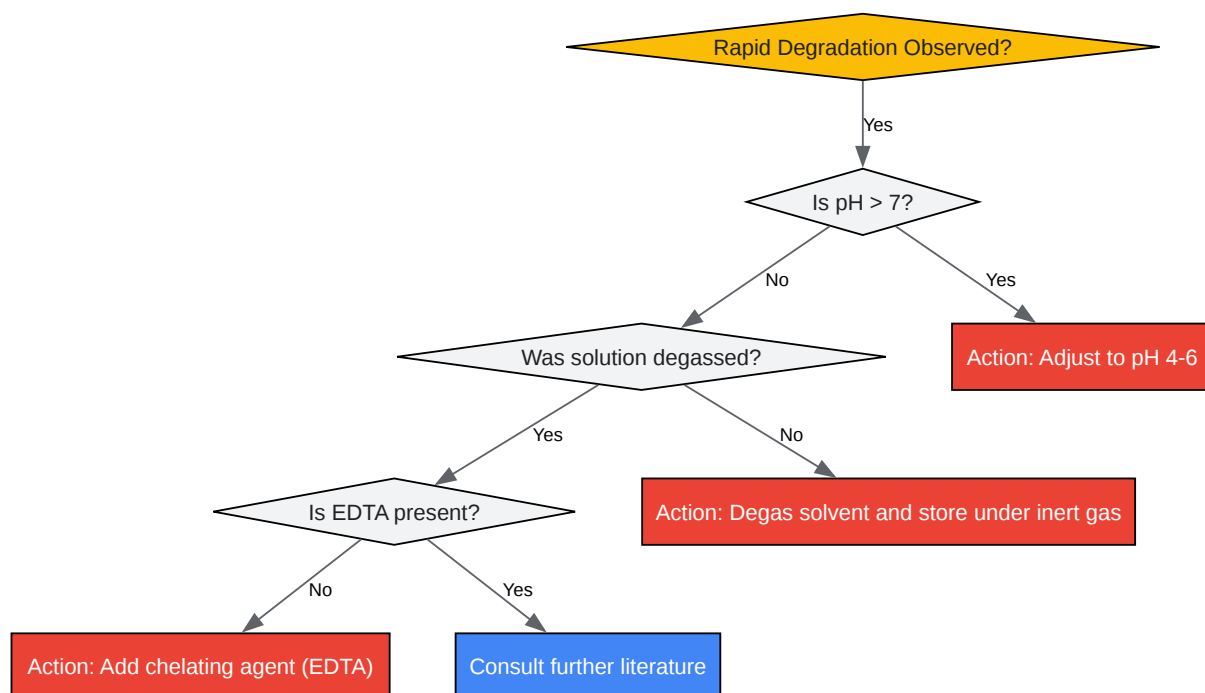 Rapid Degradation Observed?
Yes
Is pH > 7?
No
Yes
Was solution degassed?
Action: Adjust to pH 4-6
Yes
No
Is EDTA present?
Action: Degas solvent and store under inert gas
No
Yes
Action: Add chelating agent (EDTA)
Consult further literature